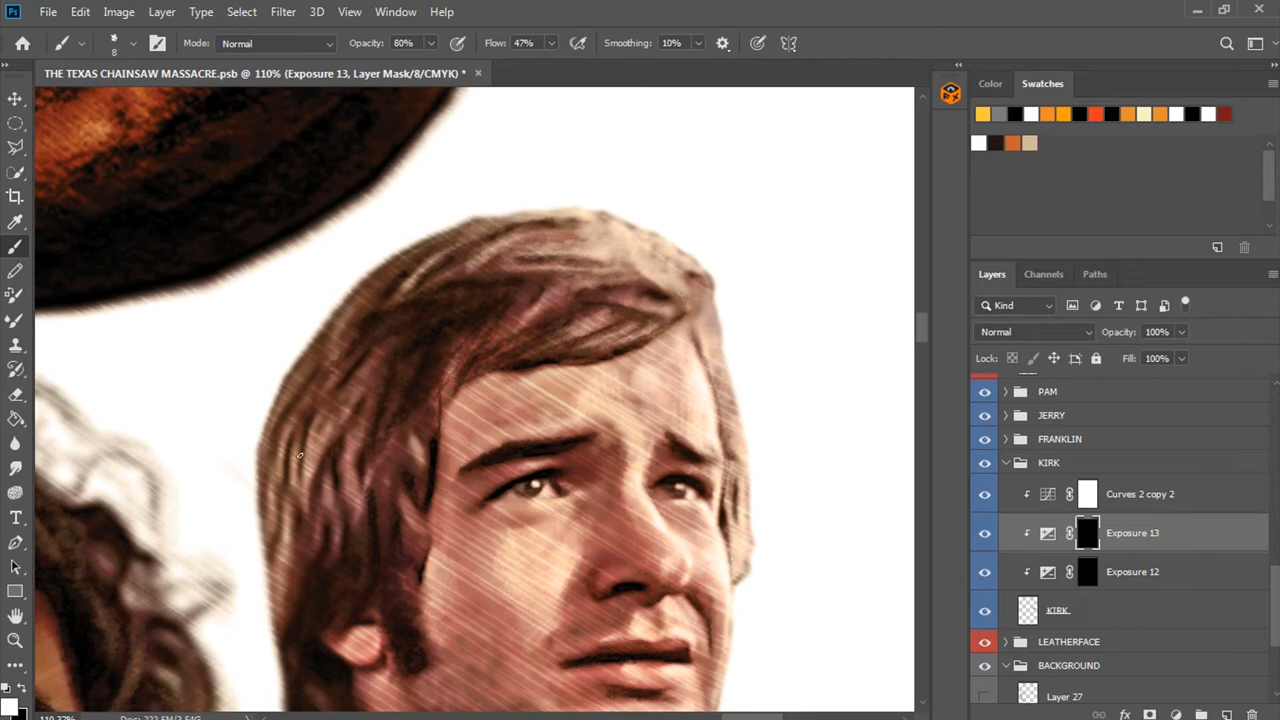 Ps File Edit Image Layer Type Select Filter 3D View Window Help
8 Mode: Normal Opacity: 80% Flow: 47% Smoothing: 10%
THE TEXAS CHAINSAW MASSACRE.psb @ 110% (Exposure 13, Layer Mask/8/CMYK) *
Color Swatches
Layers Channels Paths
Kind
Normal Opacity: 100%
Lock: Fill: 100%
PAM
JERRY
FRANKLIN
KIRK
Curves 2 copy 2
Exposure 13
Exposure 12
KIRK
LEATHERFACE
BACKGROUND
Layer 27
fx